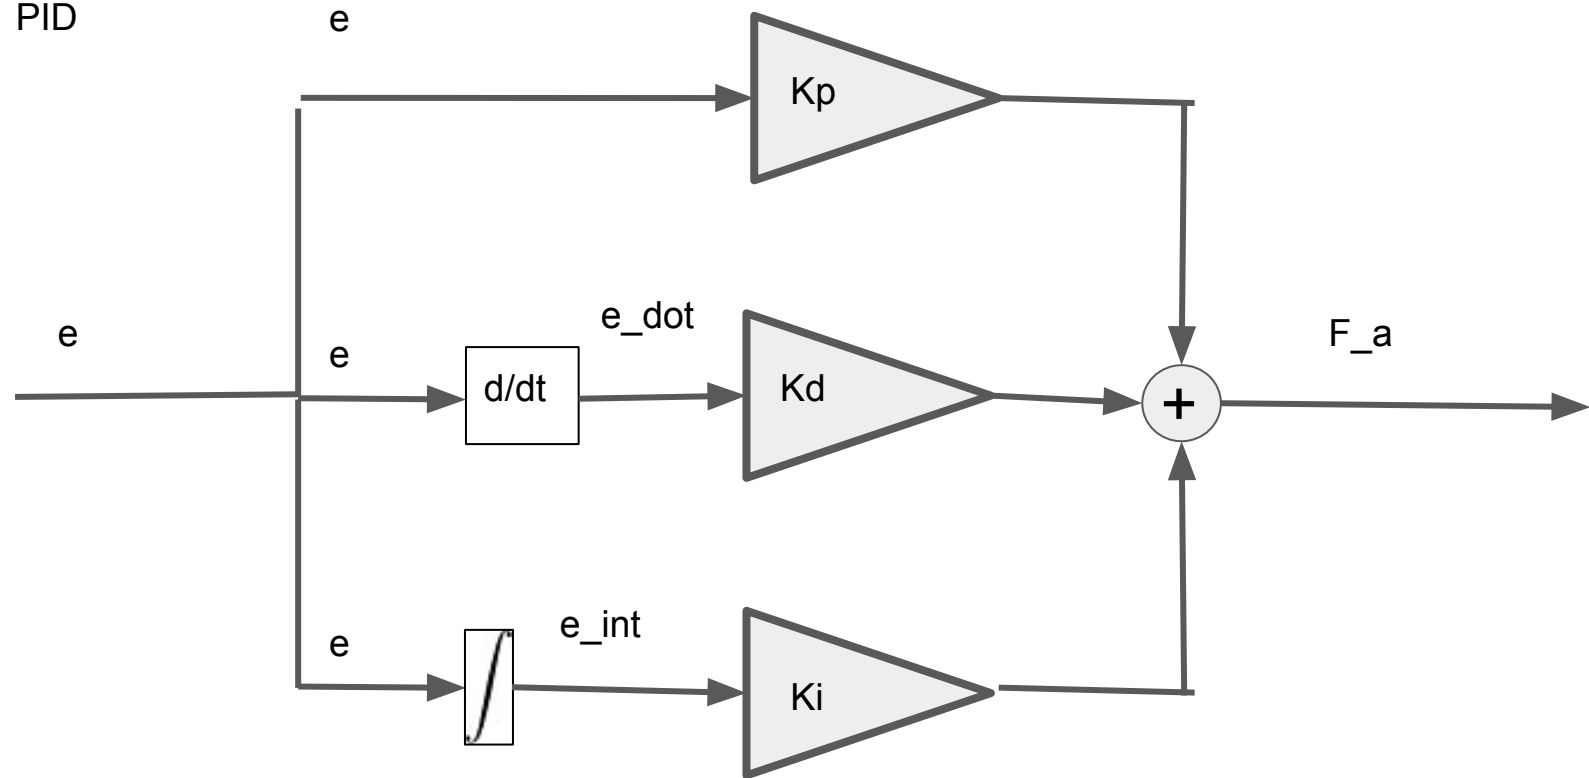 PID
e
Kp
e
e
d/dt
e_dot
Kd
+
F_a
e
∫
e_int
Ki